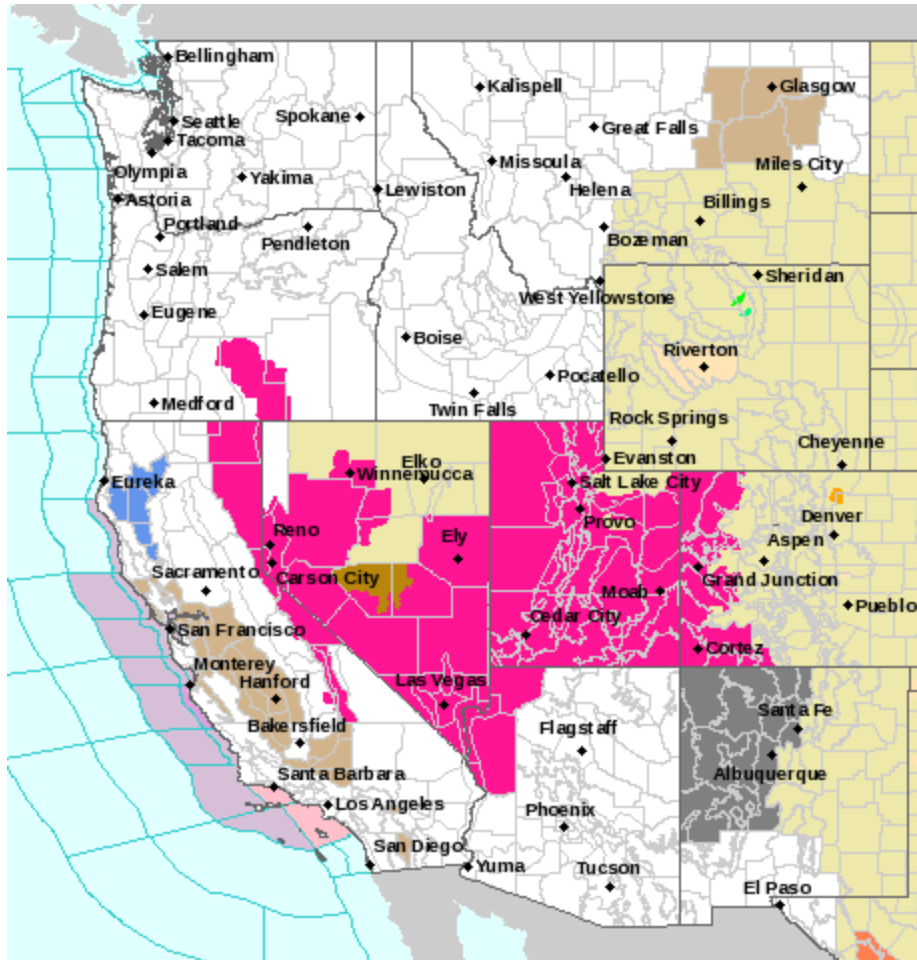 Bellingham
Kalispell
Glasgow
Seattle
Spokane
Great Falls
Tacoma
Olympia
Missoula
Miles City
Yakima
Lewiston
Helena
Astoria
Billings
Portland
Pendleton
Bozeman
Salem
Sheridan
West Yellowstone
Eugene
Boise
Riverton
Pocatello
Medford
Twin Falls
Rock Springs
Cheyenne
Elko
Evanston
Eureka
Winnemucca
Salt Lake City
Provo
Denver
Reno
Ely
Aspen
Sacramento
Carson City
Moab
Grand Junction
Pueblo
Cedar City
San Francisco
Cortez
Monterey
Hanford
Las Vegas
Santa Fe
Bakersfield
Flagstaff
Albuquerque
Santa Barbara
Los Angeles
Phoenix
San Diego
Yuma
Tucson
El Paso